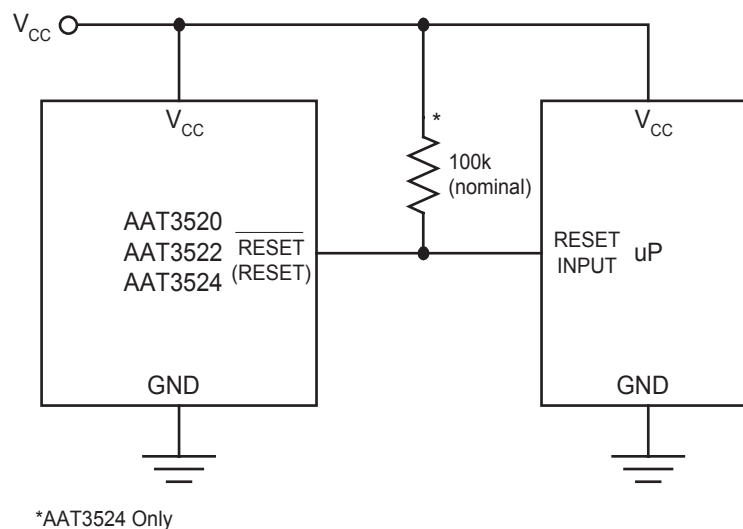 VCC
VCC
*
VCC
100k
(nominal)
AAT3520
AAT3522
AAT3524
RESET
(RESET)
RESET
INPUT
uP
GND
GND
*AAT3524 Only